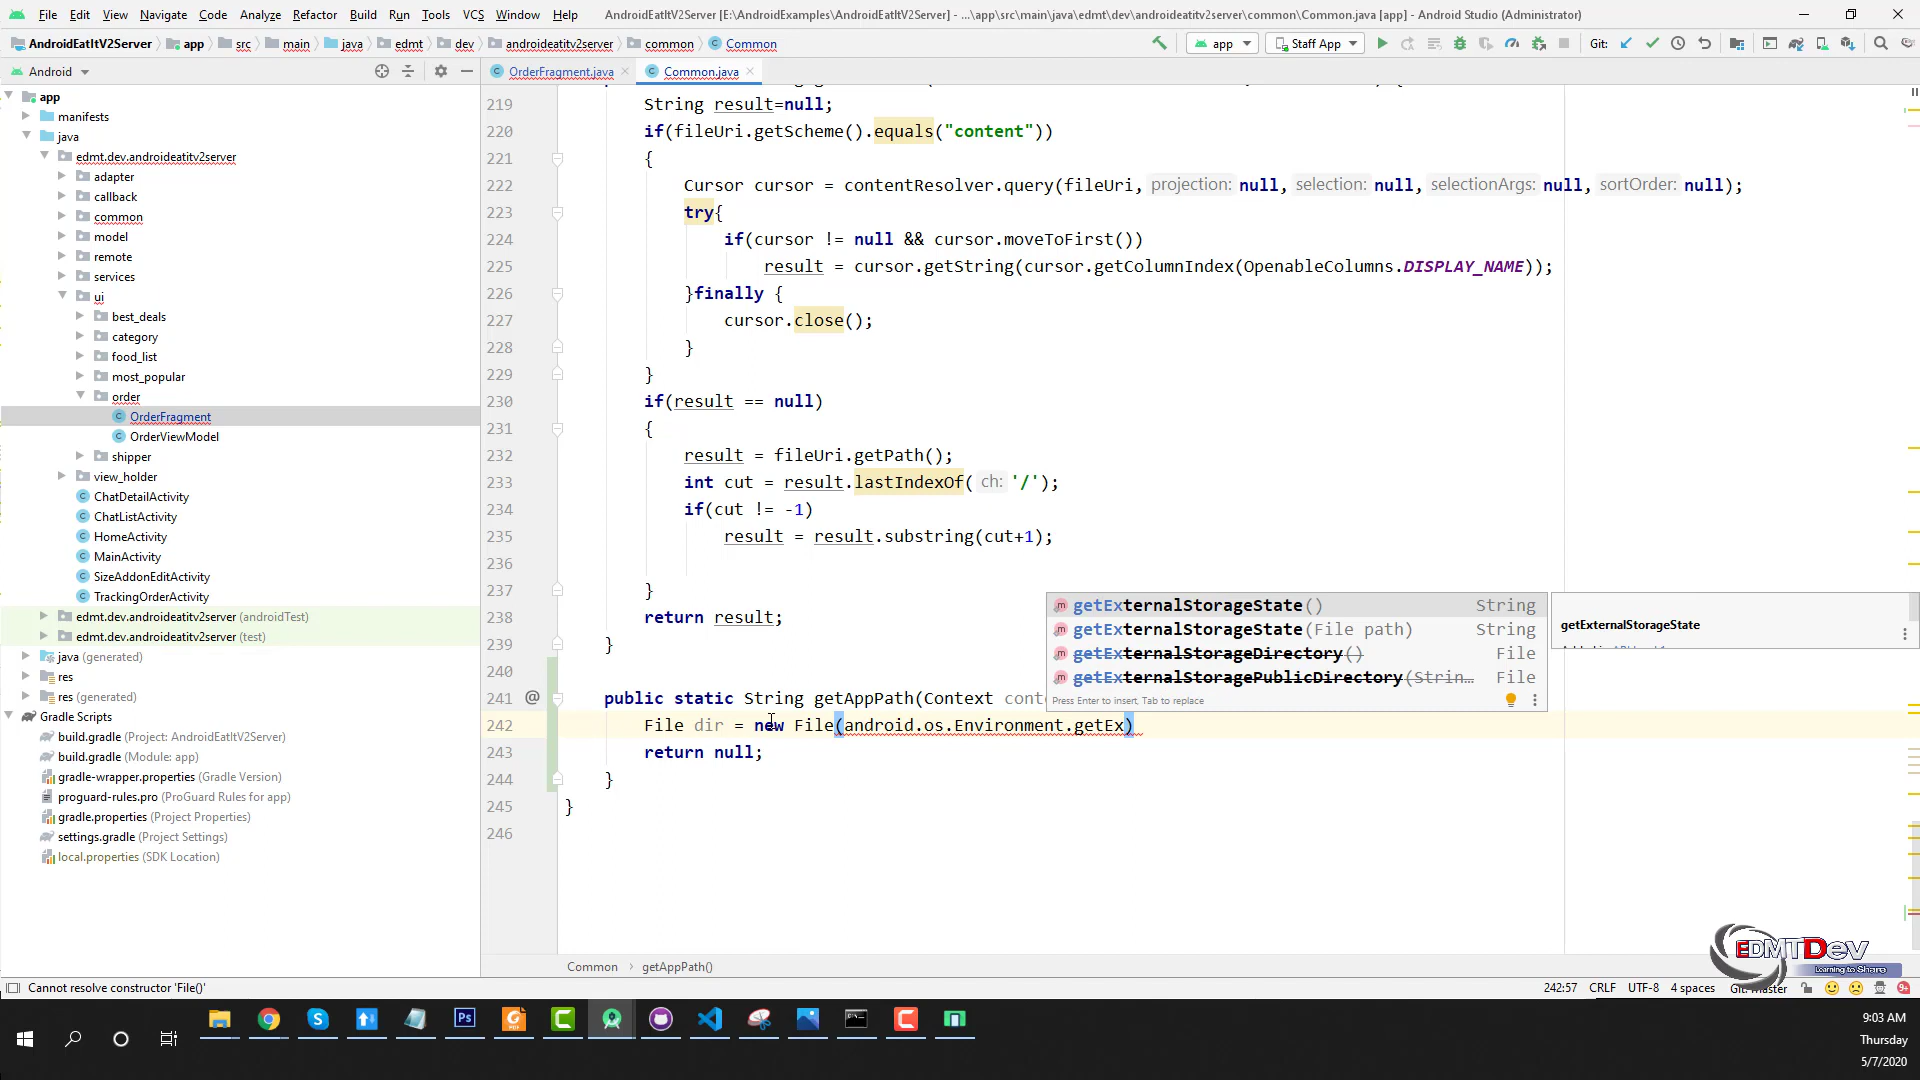 File Edit View Navigate Code Analyze Refactor Build Run Tools VCS Window Help AndroidEatItV2Server [E:\AndroidExamples\AndroidEatItV2Server] - ...\app\src\main\java\edmt\dev\androideatitv2server\common\Common.java [app] - Android Studio (Administrator)
AndroidEatItV2Server app src main java edmt dev androideatitv2server common Common app Staff App Git:
Android OrderFragment.java Common.java
app
manifests
java
edmt.dev.androideatitv2server
adapter
callback
common
model
remote
services
ui
best_deals
category
food_list
most_popular
order
OrderFragment
OrderViewModel
shipper
view_holder
ChatDetailActivity
ChatListActivity
HomeActivity
MainActivity
SizeAddonEditActivity
TrackingOrderActivity
edmt.dev.androideatitv2server (androidTest)
edmt.dev.androideatitv2server (test)
java (generated)
res
res (generated)
Gradle Scripts
build.gradle (Project: AndroidEatItV2Server)
build.gradle (Module: app)
gradle-wrapper.properties (Gradle Version)
proguard-rules.pro (ProGuard Rules for app)
gradle.properties (Project Properties)
settings.gradle (Project Settings)
local.properties (SDK Location)
219 String result=null;
220 if(fileUri.getScheme().equals("content"))
221 {
222 Cursor cursor = contentResolver.query(fileUri, projection: null, selection: null, selectionArgs: null, sortOrder: null);
223 try{
224 if(cursor != null && cursor.moveToFirst())
225 result = cursor.getString(cursor.getColumnIndex(OpenableColumns.DISPLAY_NAME));
226 }finally {
227 cursor.close();
228 }
229 }
230 if(result == null)
231 {
232 result = fileUri.getPath();
233 int cut = result.lastIndexOf( ch: '/');
234 if(cut != -1)
235 result = result.substring(cut+1);
236
237 }
238 return result;
239 }
240
241 @ public static String getAppPath(Context cont
242 File dir = new File(android.os.Environment.getEx)
243 return null;
244 }
245 }
246
getExternalStorageState() String
getExternalStorageState(File path) String
getExternalStorageDirectory() File
getExternalStoragePublicDirectory(Strin… File
Press Enter to insert, Tab to replace
getExternalStorageState
Common › getAppPath()
EDMTDev
Learning to Share
Cannot resolve constructor 'File()' 242:57 CRLF UTF-8 4 spaces Git: master
9:03 AM
Thursday
5/7/2020